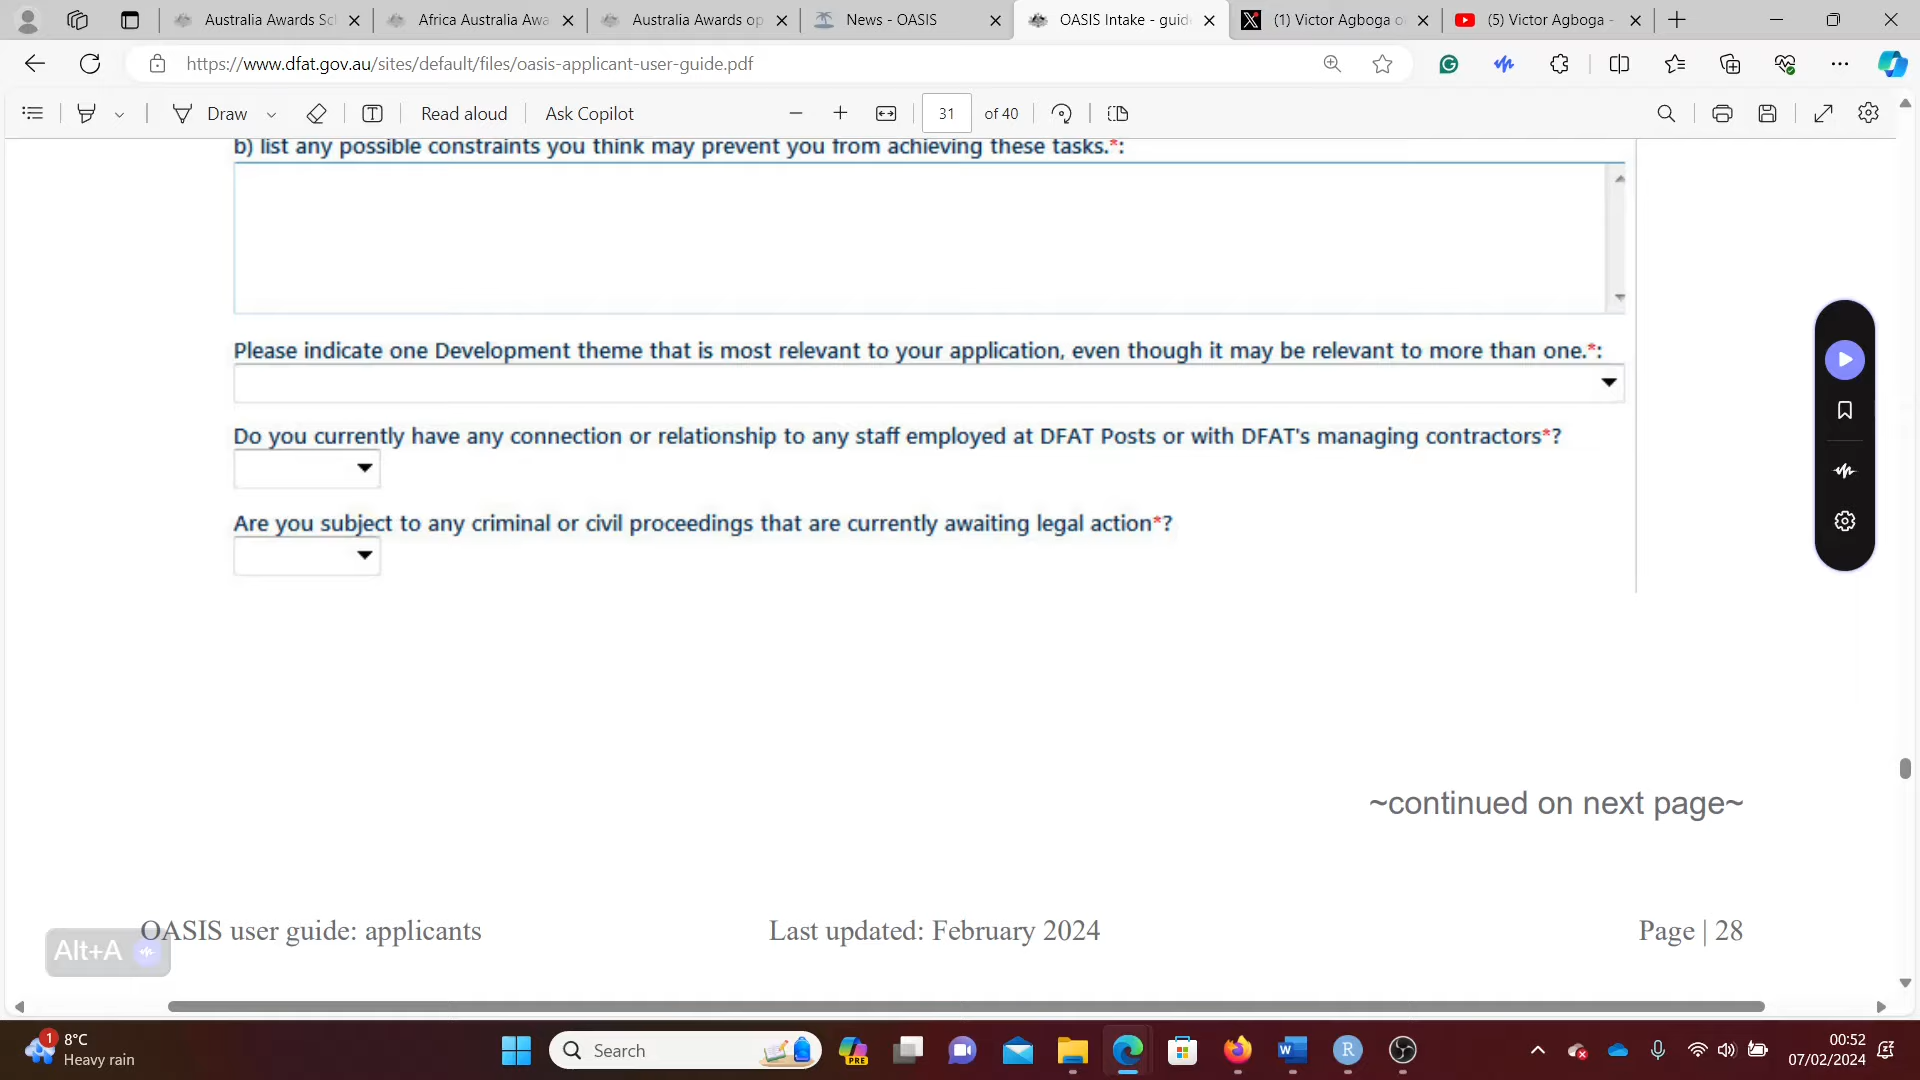 Australia Awards Sc
Africa Australia Awa
Australia Awards op
News - OASIS
OASIS Intake - guid
(1) Victor Agboga o
(5) Victor Agboga -
https://www.dfat.gov.au/sites/default/files/oasis-applicant-user-guide.pdf
Draw
Read aloud
Ask Copilot
31 of 40
b) list any possible constraints you think may prevent you from achieving these tasks.*:
Please indicate one Development theme that is most relevant to your application, even though it may be relevant to more than one.*:
Do you currently have any connection or relationship to any staff employed at DFAT Posts or with DFAT's managing contractors*?
Are you subject to any criminal or civil proceedings that are currently awaiting legal action*?
~continued on next page~
OASIS user guide: applicants
Last updated: February 2024
Page | 28
Alt+A
1
8°C
Heavy rain
Search
PRE
00:52
07/02/2024